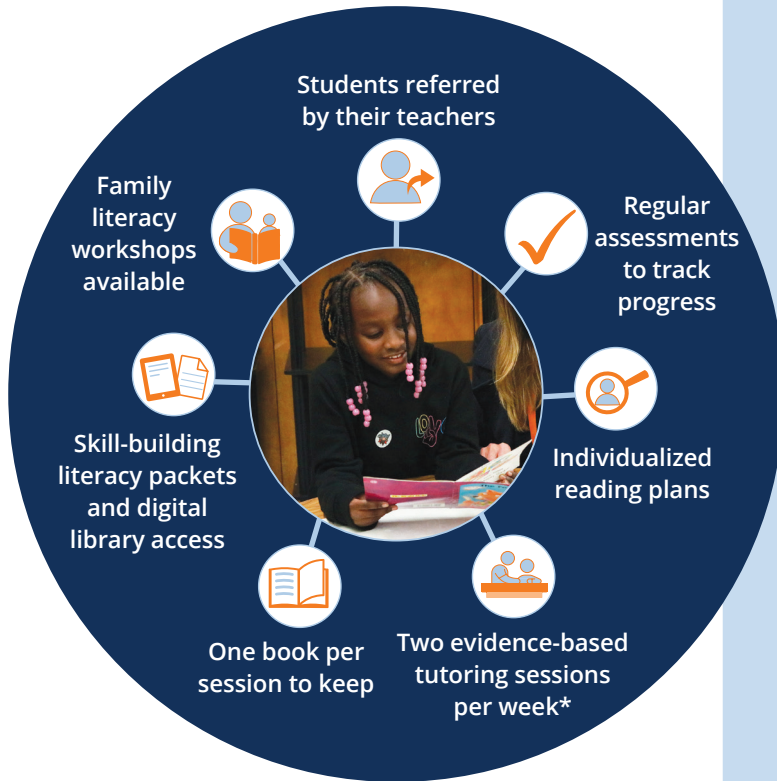 Students referred
by their teachers
Regular
assessments
to track
progress
Individualized
reading plans
Two evidence-based
tutoring sessions
per week*
One book per
session to keep
Skill-building
literacy packets
and digital
library access
Family
literacy
workshops
available